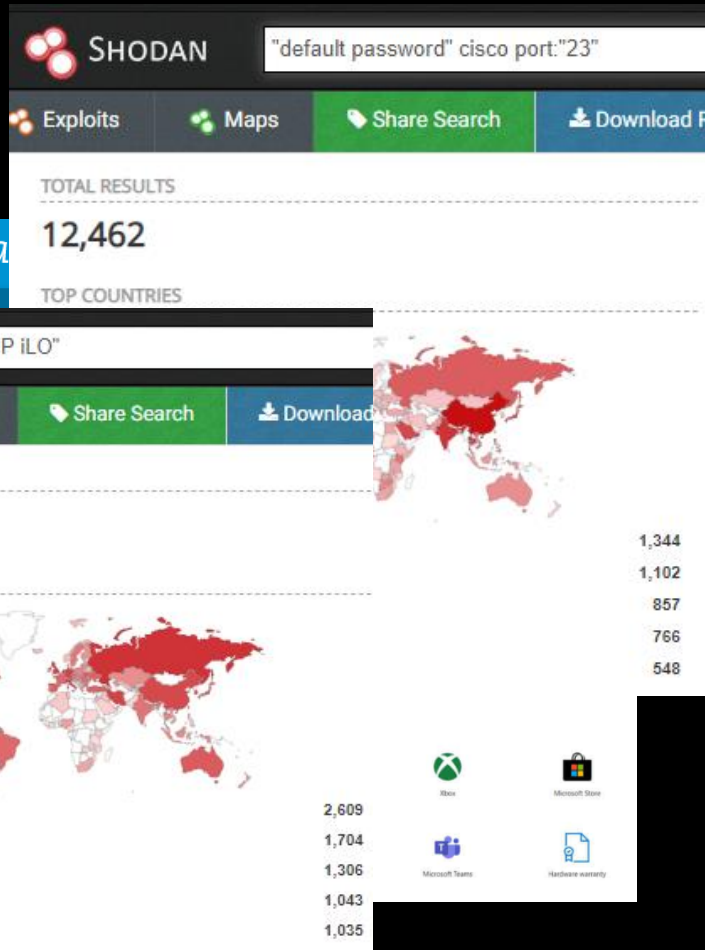 SHODAN
"default password" cisco port:"23"
Exploits
Maps
Share Search
Download
TOTAL RESULTS
12,462
TOP COUNTRIES
P iLO"
Share Search
Download
1,344
1,102
857
766
548
2,609
1,704
1,306
1,043
1,035
Xbox
Microsoft Store
Microsoft Teams
Hardware warranty